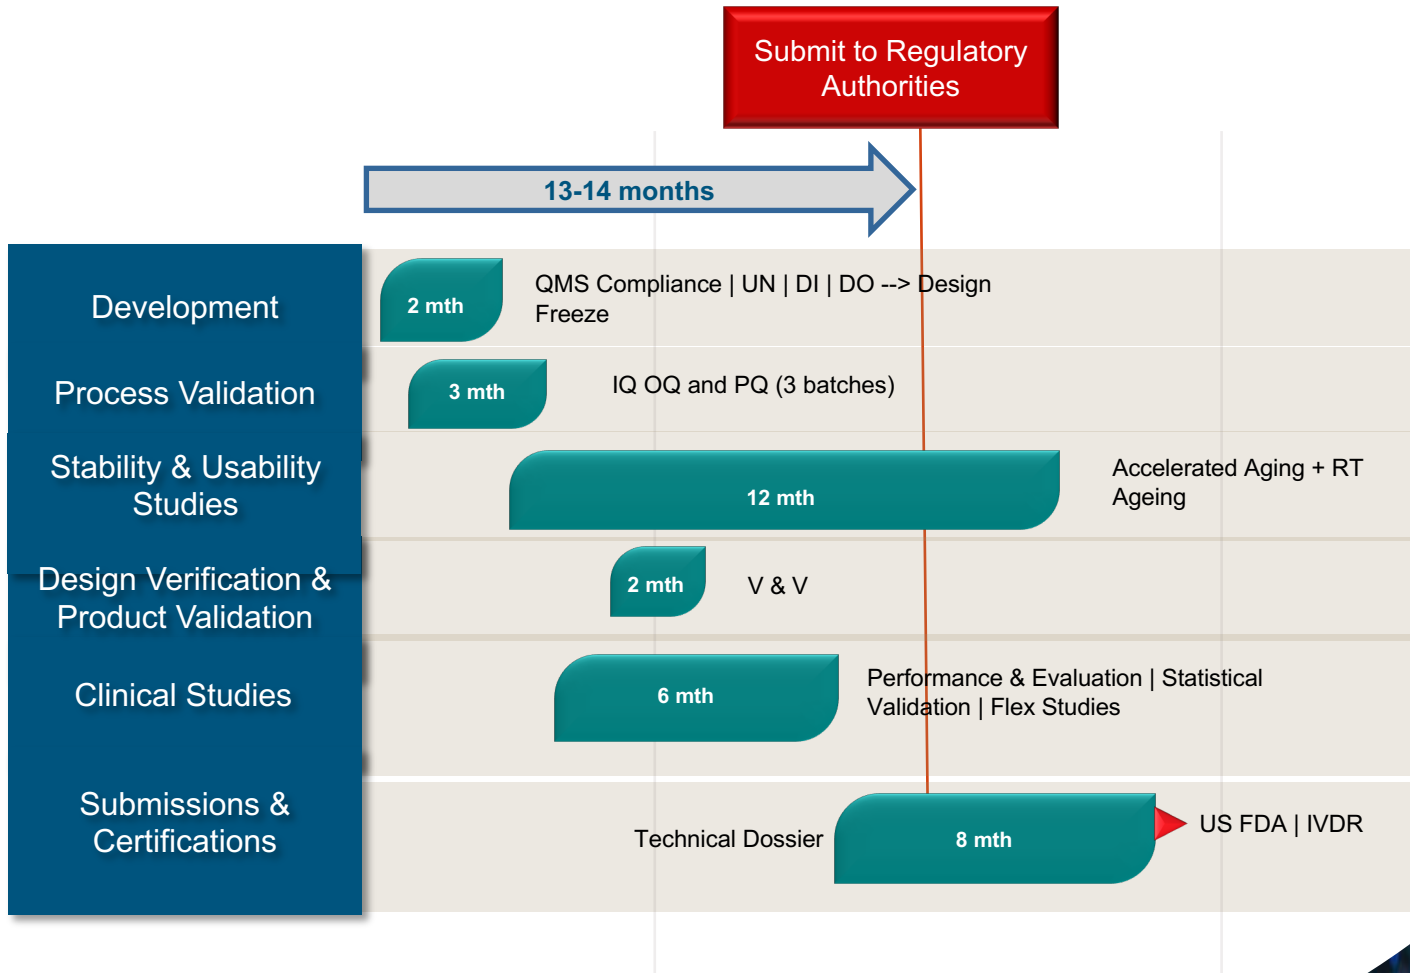 Submit to Regulatory
Authorities
13-14 months
Development
2 mth
QMS Compliance | UN | DI | DO --> Design
Freeze
Process Validation
3 mth
IQ OQ and PQ (3 batches)
Stability & Usability
Studies
12 mth
Accelerated Aging + RT
Ageing
Design Verification &
Product Validation
2 mth
V & V
Clinical Studies
6 mth
Performance & Evaluation | Statistical
Validation | Flex Studies
Submissions &
Certifications
Technical Dossier
8 mth
US FDA | IVDR